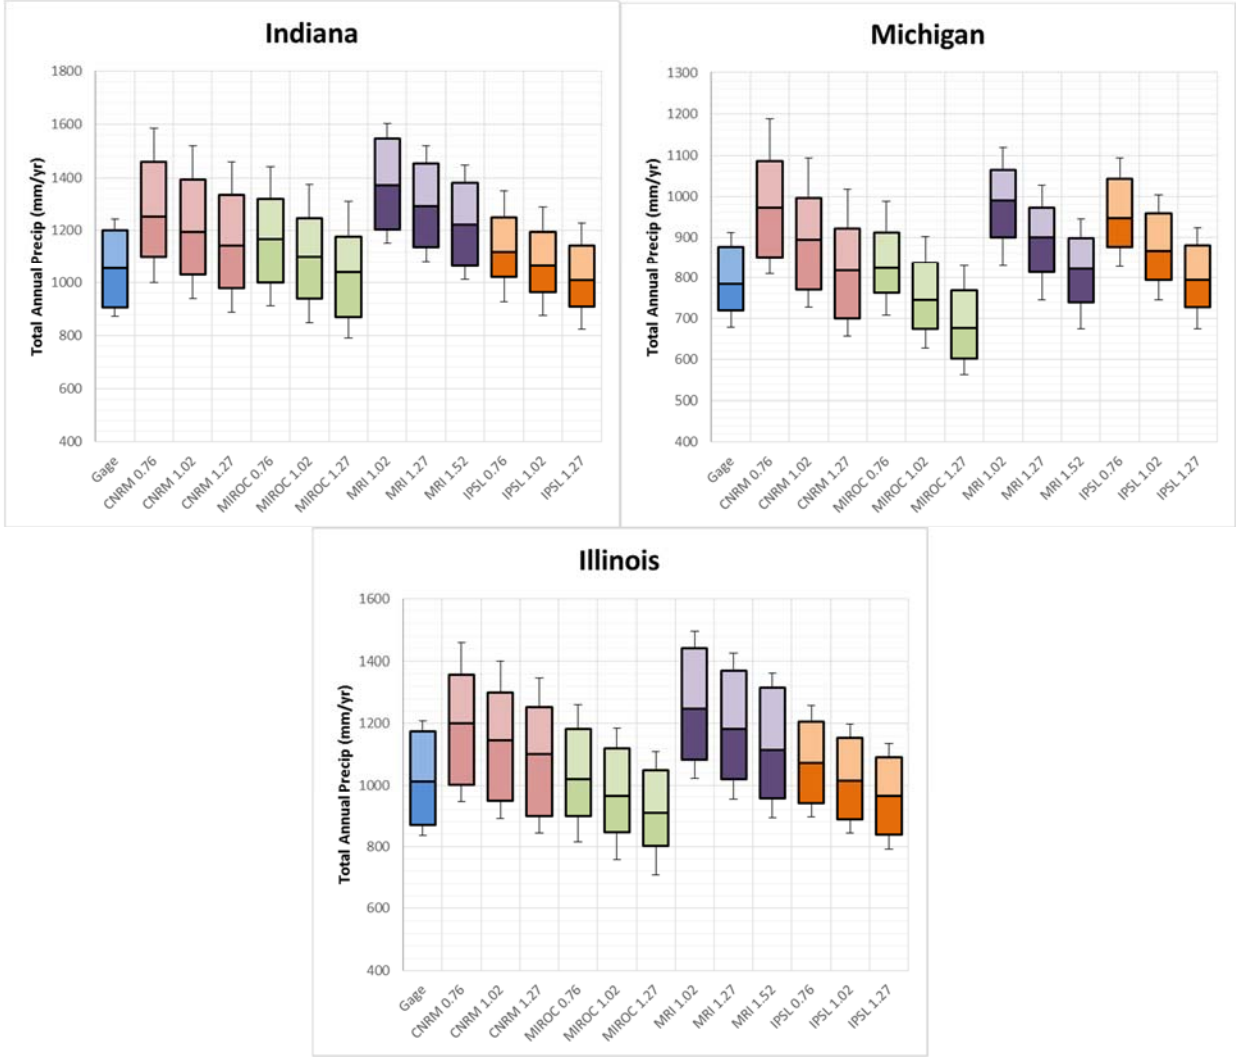 Indiana
Total Annual Precip (mm/yr)
1800
1600
1400
1200
1000
800
600
400
Gage
CNRM 0.76
CNRM 1.02
CNRM 1.27
MIROC 0.76
MIROC 1.02
MIROC 1.27
MRI 1.02
MRI 1.27
MRI 1.52
IPSL 0.76
IPSL 1.02
IPSL 1.27
Michigan
Total Annual Precip (mm/yr)
1300
1200
1100
1000
900
800
700
600
500
400
Gage
CNRM 0.76
CNRM 1.02
CNRM 1.27
MIROC 0.76
MIROC 1.02
MIROC 1.27
MRI 1.02
MRI 1.27
MRI 1.52
IPSL 0.76
IPSL 1.02
IPSL 1.27
Illinois
Total Annual Precip (mm/yr)
1600
1400
1200
1000
800
600
400
Gage
CNRM 0.76
CNRM 1.02
CNRM 1.27
MIROC 0.76
MIROC 1.02
MIROC 1.27
MRI 1.02
MRI 1.27
MRI 1.52
IPSL 0.76
IPSL 1.02
IPSL 1.27